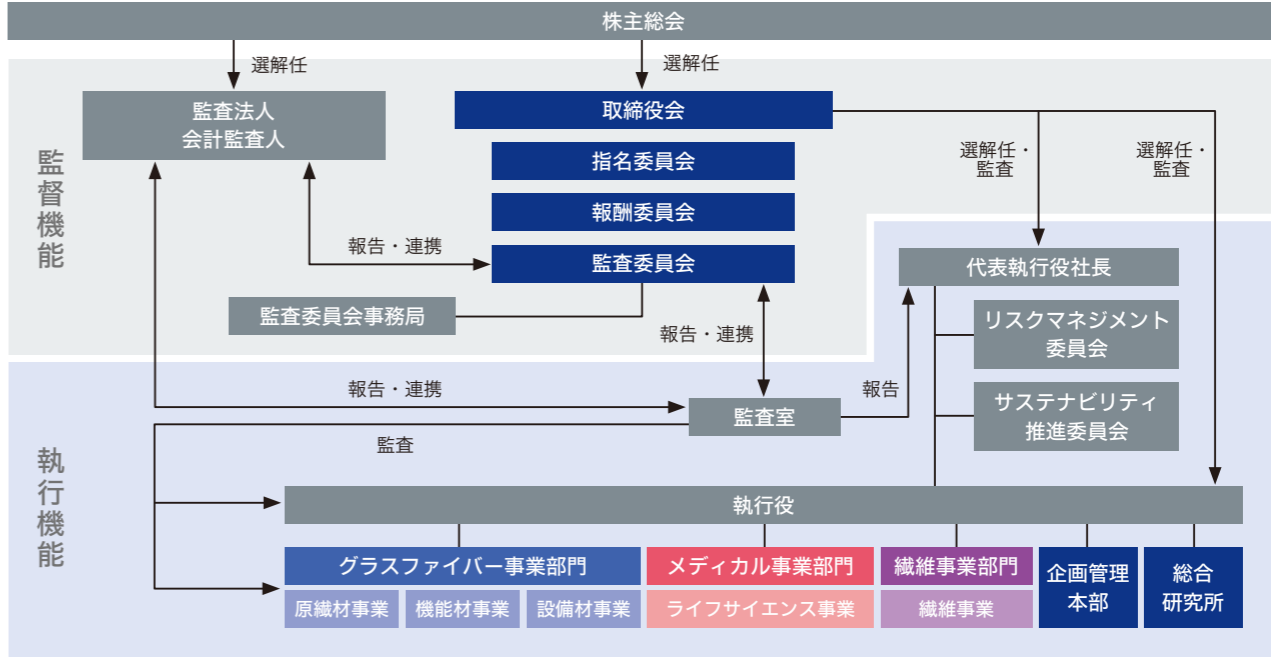 株主総会
選解任
選解任
監督機能
監査法人
会計監査人
取締役会
指名委員会
報酬委員会
監査委員会
報告・連携
監査委員会事務局
選解任・
監査
選解任・
監査
代表執行役社長
リスクマネジメント
委員会
サステナビリティ
推進委員会
報告・連携
報告・連携
報告
監査室
監査
執行機能
執行役
グラスファイバー事業部門
原繊材事業
機能材事業
設備材事業
メディカル事業部門
ライフサイエンス事業
繊維事業部門
繊維事業
企画管理
本部
総合
研究所